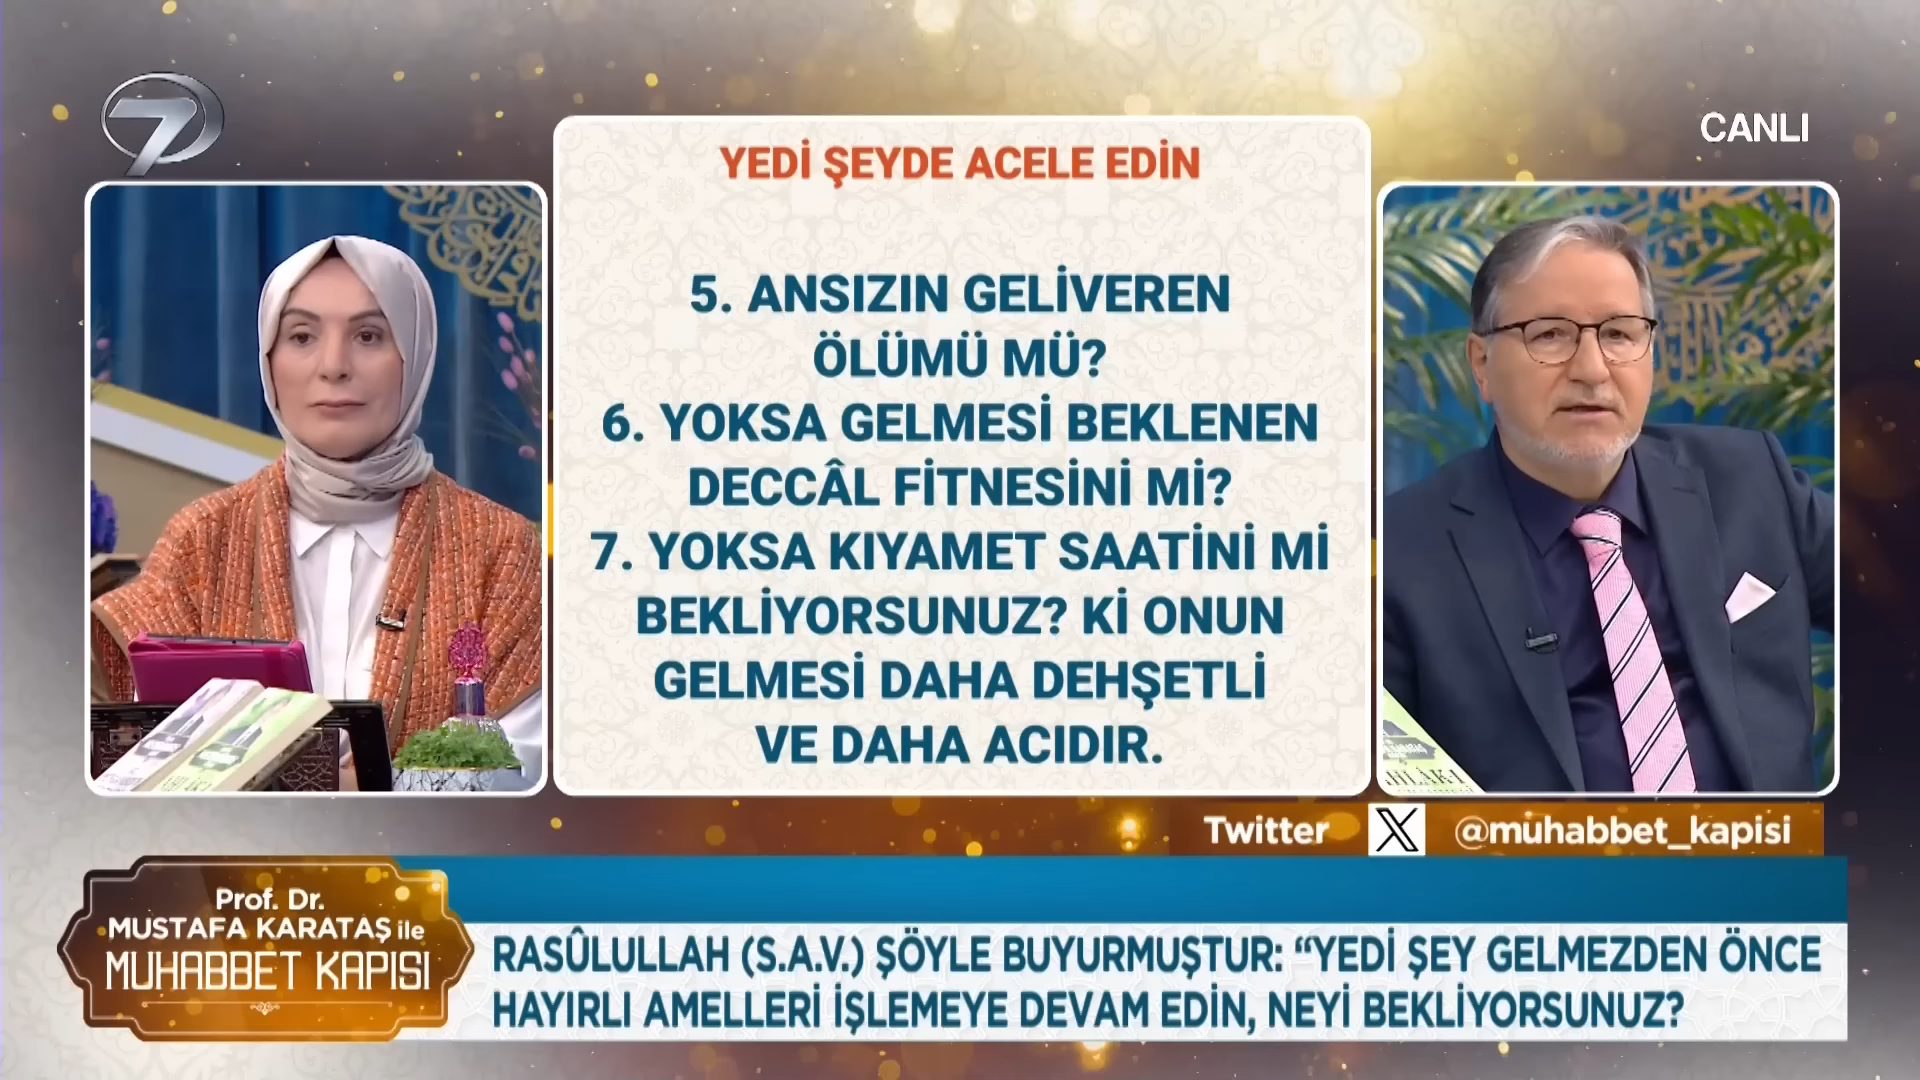 7
CANLI
YEDİ ŞEYDE ACELE EDİN
5. ANSIZIN GELİVEREN
ÖLÜMÜ MÜ?
6. YOKSA GELMESİ BEKLENEN
DECCÂL FİTNESİNİ Mİ?
7. YOKSA KIYAMET SAATİNİ Mİ
BEKLİYORSUNUZ? Kİ ONUN
GELMESİ DAHA DEHŞETLİ
VE DAHA ACIDIR.
Twitter X @muhabbet_kapisi
Prof. Dr.
MUSTAFA KARATAŞ ile
MUHABBET KAPISI
RASÛLULLAH (S.A.V.) ŞÖYLE BUYURMUŞTUR: “YEDİ ŞEY GELMEZDEN ÖNCE
HAYIRLI AMELLERİ İŞLEMEYE DEVAM EDİN, NEYİ BEKLİYORSUNUZ?